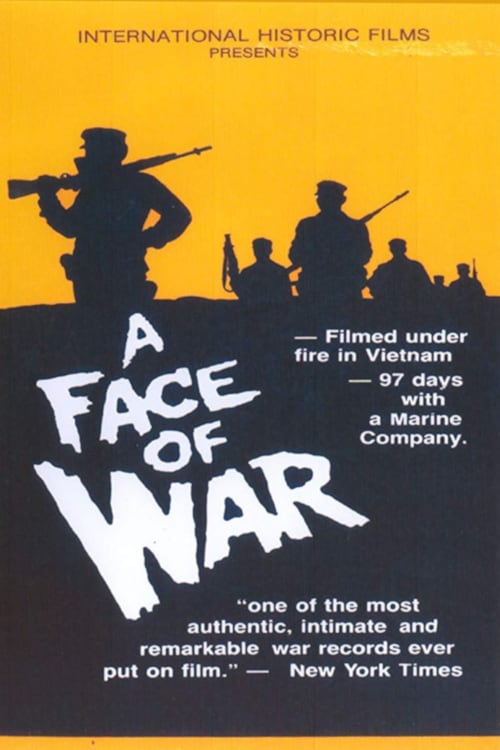 INTERNATIONAL HISTORIC FILMS
PRESENTS
A
FACE
OF
WAR
— Filmed under
fire in Vietnam
— 97 days
with
a Marine
Company.
"one of the most
authentic, intimate and
remarkable war records ever
put on film." — New York Times